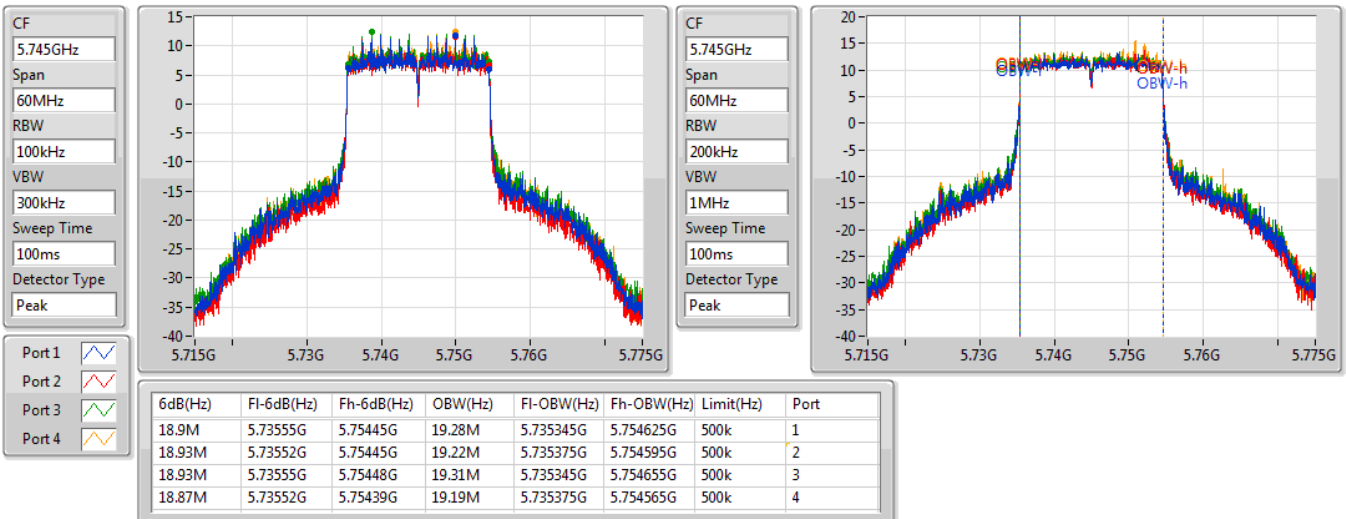 CF
5.745GHz
Span
60MHz
RBW
100kHz
VBW
300kHz
Sweep Time
100ms
Detector Type
Peak
15
10
5
0
-5
-10
-15
-20
-25
-30
-35
-40
5.715G 5.73G 5.74G 5.75G 5.76G 5.775G
CF
5.745GHz
Span
60MHz
RBW
200kHz
VBW
1MHz
Sweep Time
100ms
Detector Type
Peak
20
15
10
5
0
-5
-10
-15
-20
-25
-30
-35
-40
OBW-h
OBW-h
5.715G 5.73G 5.74G 5.75G 5.76G 5.775G
Port 1
Port 2
Port 3
Port 4
6dB(Hz) Fl-6dB(Hz) Fh-6dB(Hz) OBW(Hz) Fl-OBW(Hz) Fh-OBW(Hz) Limit(Hz) Port
18.9M 5.73555G 5.75445G 19.28M 5.735345G 5.754625G 500k 1
18.93M 5.73552G 5.75445G 19.22M 5.735375G 5.754595G 500k 2
18.93M 5.73555G 5.75448G 19.31M 5.735345G 5.754655G 500k 3
18.87M 5.73552G 5.75439G 19.19M 5.735375G 5.754565G 500k 4